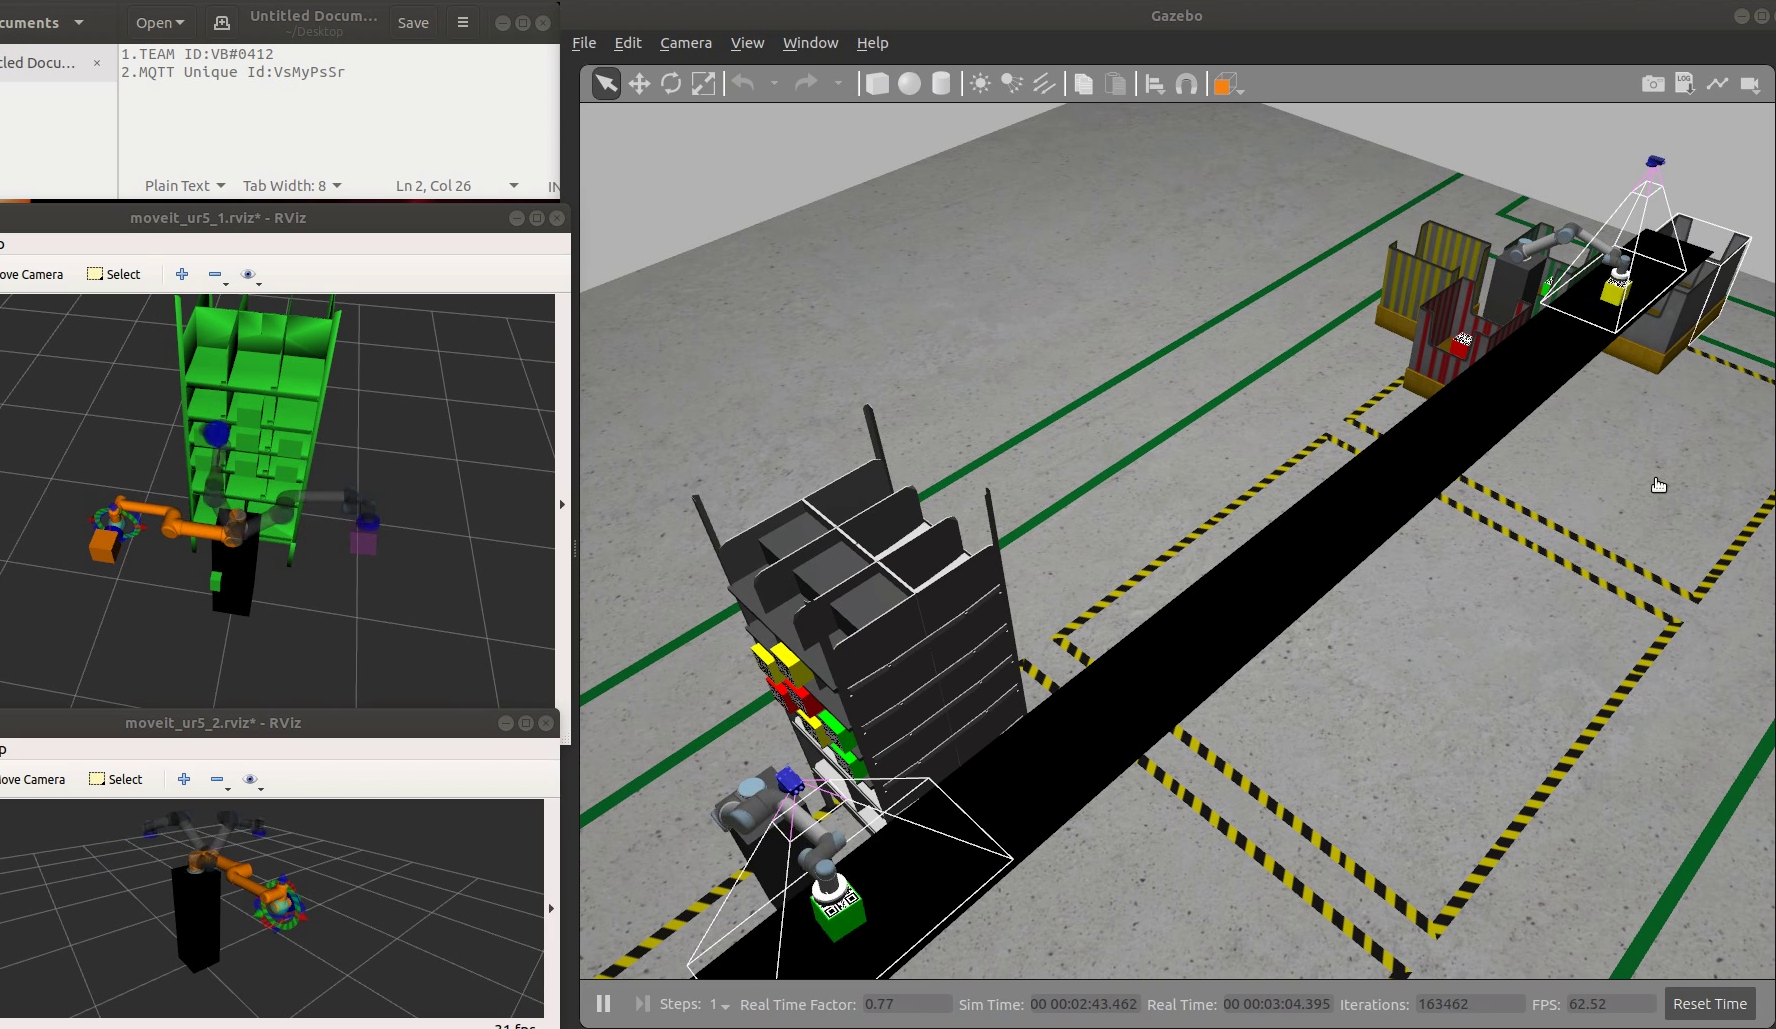 cuments
Open
Untitled Docum...
~/Desktop
Save
tled Docu... ×
1.TEAM ID:VB#0412
2.MQTT Unique Id:VsMyPsSr
Plain Text Tab Width: 8 Ln 2, Col 26 IN
moveit_ur5_1.rviz* - RViz
p
ove Camera Select
moveit_ur5_2.rviz* - RViz
p
ove Camera Select
31 fps
Gazebo
File Edit Camera View Window Help
LOG
Steps: 1 Real Time Factor: 0.77 Sim Time: 00 00:02:43.462 Real Time: 00 00:03:04.395 Iterations: 163462 FPS: 62.52 Reset Time